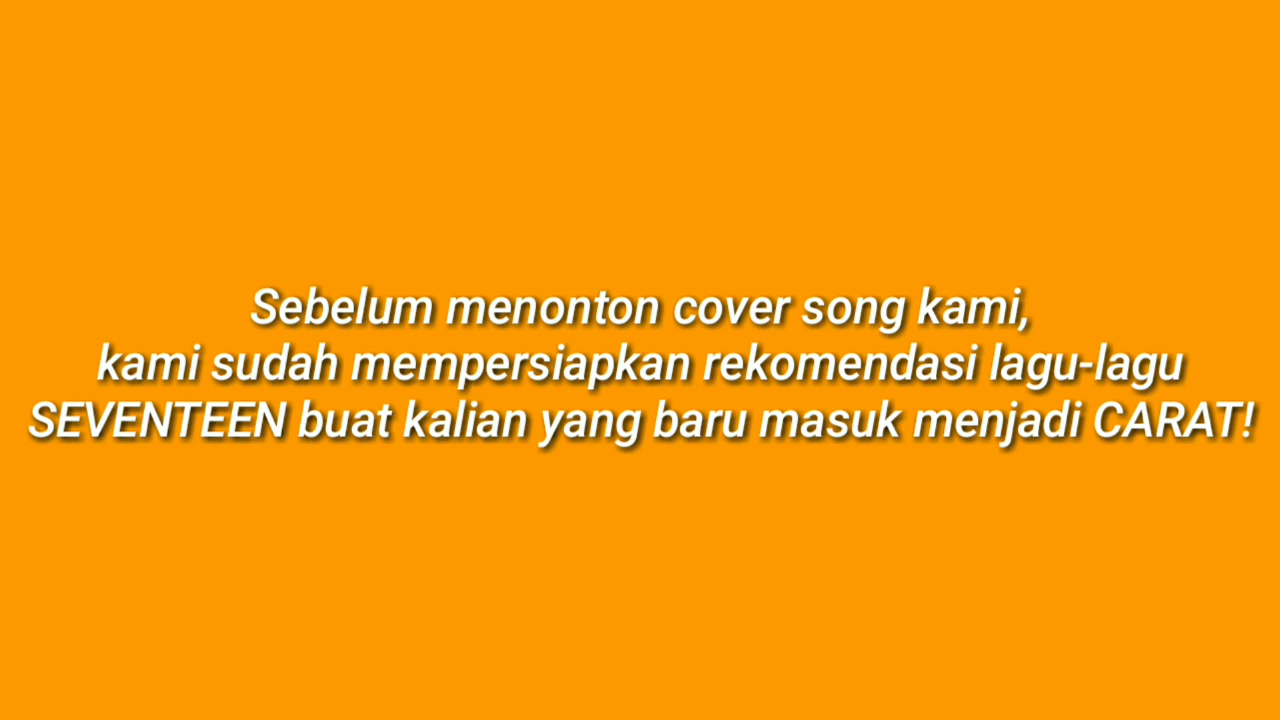 Sebelum menonton cover song kami,
kami sudah mempersiapkan rekomendasi lagu-lagu
SEVENTEEN buat kalian yang baru masuk menjadi CARAT!